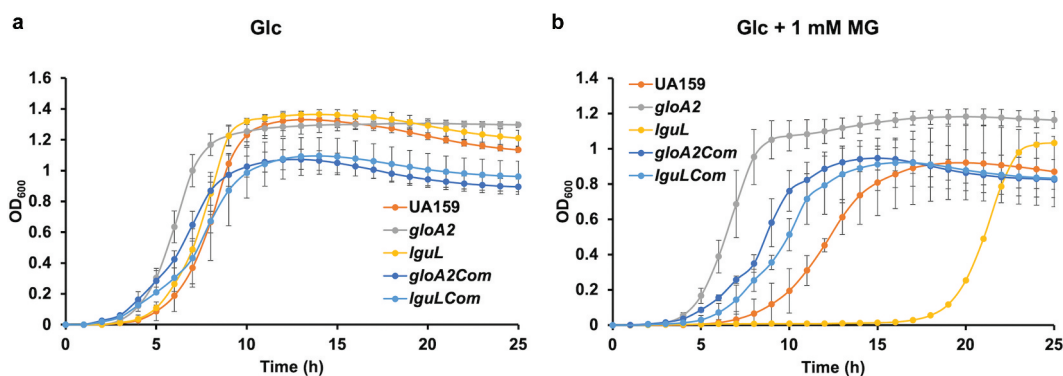 a
Glc
OD600
1.6
1.4
1.2
1
0.8
0.6
0.4
0.2
0
UA159
gloA2
lguL
gloA2Com
lguLCom
0 5 10 15 20 25
Time (h)
b
Glc + 1 mM MG
OD600
1.4
1.2
1
0.8
0.6
0.4
0.2
0
UA159
gloA2
lguL
gloA2Com
lguLCom
0 5 10 15 20 25
Time (h)